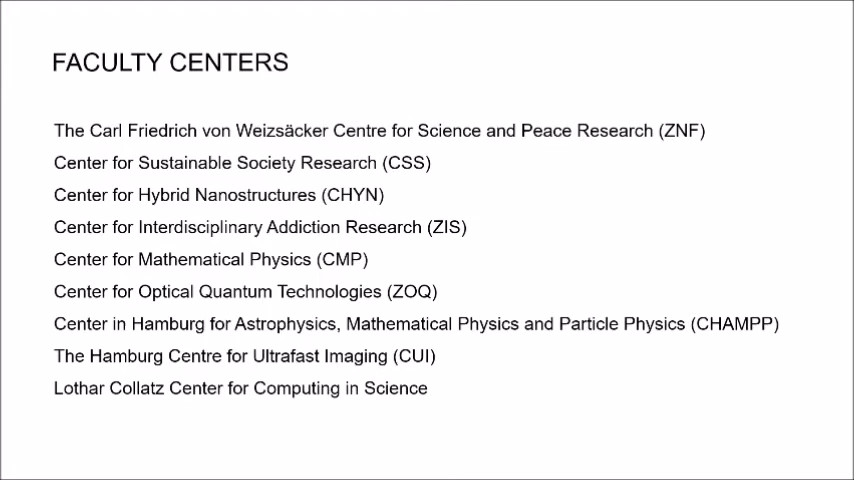 FACULTY CENTERS
The Carl Friedrich von Weizsäcker Centre for Science and Peace Research (ZNF)
Center for Sustainable Society Research (CSS)
Center for Hybrid Nanostructures (CHYN)
Center for Interdisciplinary Addiction Research (ZIS)
Center for Mathematical Physics (CMP)
Center for Optical Quantum Technologies (ZOQ)
Center in Hamburg for Astrophysics, Mathematical Physics and Particle Physics (CHAMPP)
The Hamburg Centre for Ultrafast Imaging (CUI)
Lothar Collatz Center for Computing in Science